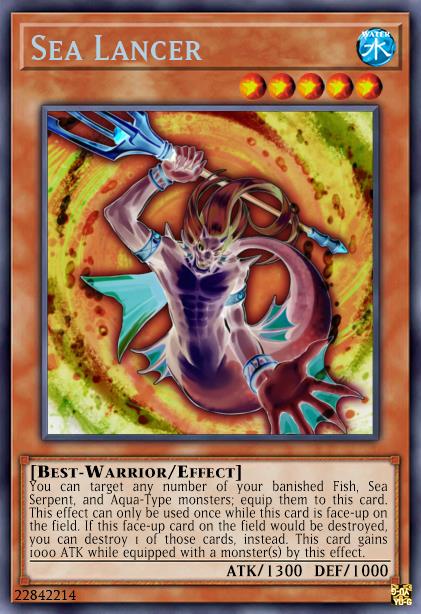 SEA LANCER
WATER
水
[BEST-WARRIOR/EFFECT]
You can target any number of your banished Fish, Sea
Serpent, and Aqua-Type monsters; equip them to this card.
This effect can only be used once while this card is face-up on
the field. If this face-up card on the field would be destroyed,
you can destroy 1 of those cards, instead. This card gains
1000 ATK while equipped with a monster(s) by this effect.
ATK/1300 DEF/1000
22842214